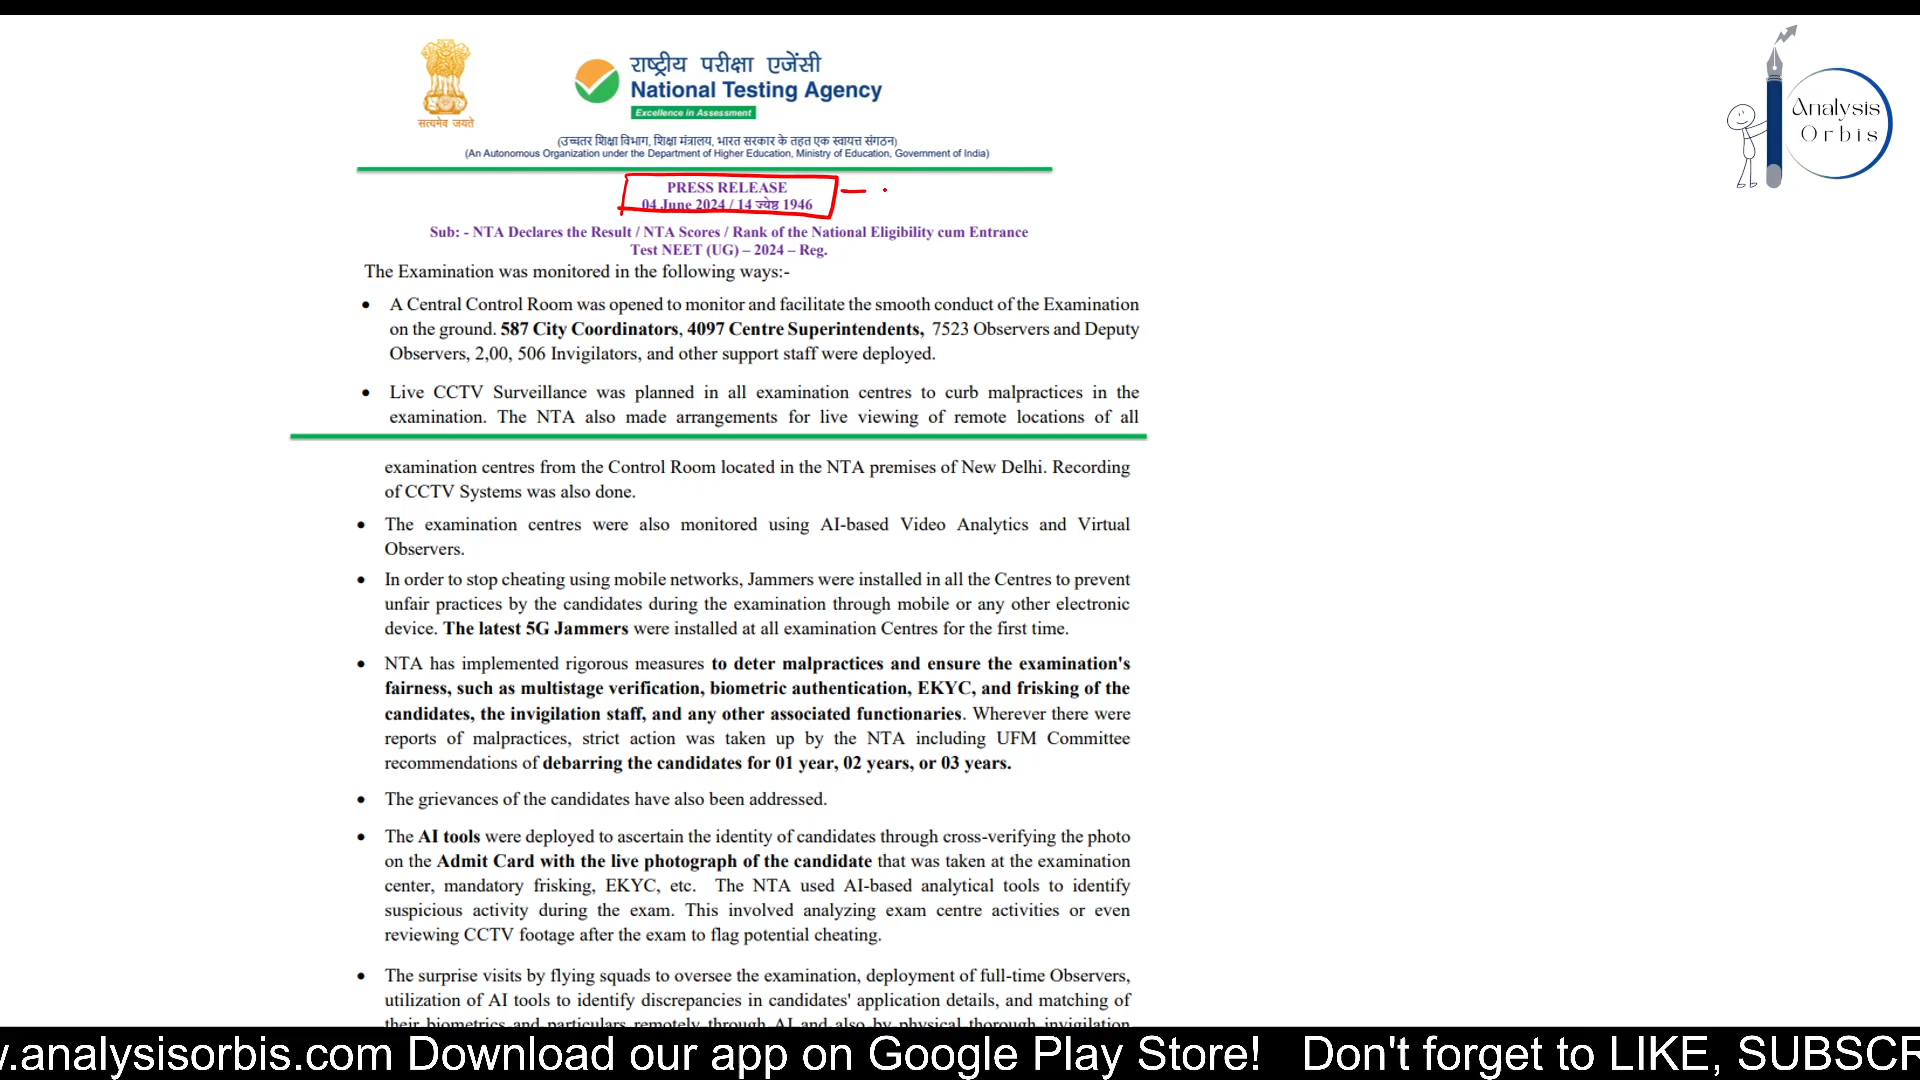 राष्ट्रीय परीक्षा एजेंसी
National Testing Agency
Excellence in Assessment
सत्यमेव जयते
(उच्चतर शिक्षा विभाग, शिक्षा मंत्रालय, भारत सरकार के तहत एक स्वायत्त संगठन)
(An Autonomous Organization under the Department of Higher Education, Ministry of Education, Government of India)
Analysis
Orbis
PRESS RELEASE
04 June 2024 / 14 ज्येष्ठ 1946
Sub: - NTA Declares the Result / NTA Scores / Rank of the National Eligibility cum Entrance
Test NEET (UG) – 2024 – Reg.
The Examination was monitored in the following ways:-
• A Central Control Room was opened to monitor and facilitate the smooth conduct of the Examination
on the ground. 587 City Coordinators, 4097 Centre Superintendents, 7523 Observers and Deputy
Observers, 2,00, 506 Invigilators, and other support staff were deployed.
• Live CCTV Surveillance was planned in all examination centres to curb malpractices in the
examination. The NTA also made arrangements for live viewing of remote locations of all
examination centres from the Control Room located in the NTA premises of New Delhi. Recording
of CCTV Systems was also done.
• The examination centres were also monitored using AI-based Video Analytics and Virtual
Observers.
• In order to stop cheating using mobile networks, Jammers were installed in all the Centres to prevent
unfair practices by the candidates during the examination through mobile or any other electronic
device. The latest 5G Jammers were installed at all examination Centres for the first time.
• NTA has implemented rigorous measures to deter malpractices and ensure the examination's
fairness, such as multistage verification, biometric authentication, EKYC, and frisking of the
candidates, the invigilation staff, and any other associated functionaries. Wherever there were
reports of malpractices, strict action was taken up by the NTA including UFM Committee
recommendations of debarring the candidates for 01 year, 02 years, or 03 years.
• The grievances of the candidates have also been addressed.
• The AI tools were deployed to ascertain the identity of candidates through cross-verifying the photo
on the Admit Card with the live photograph of the candidate that was taken at the examination
center, mandatory frisking, EKYC, etc. The NTA used AI-based analytical tools to identify
suspicious activity during the exam. This involved analyzing exam centre activities or even
reviewing CCTV footage after the exam to flag potential cheating.
• The surprise visits by flying squads to oversee the examination, deployment of full-time Observers,
utilization of AI tools to identify discrepancies in candidates' application details, and matching of
their biometrics and particulars remotely through AI and also by physical thorough invigilation
w.analysisorbis.com Download our app on Google Play Store! Don't forget to LIKE, SUBSCR